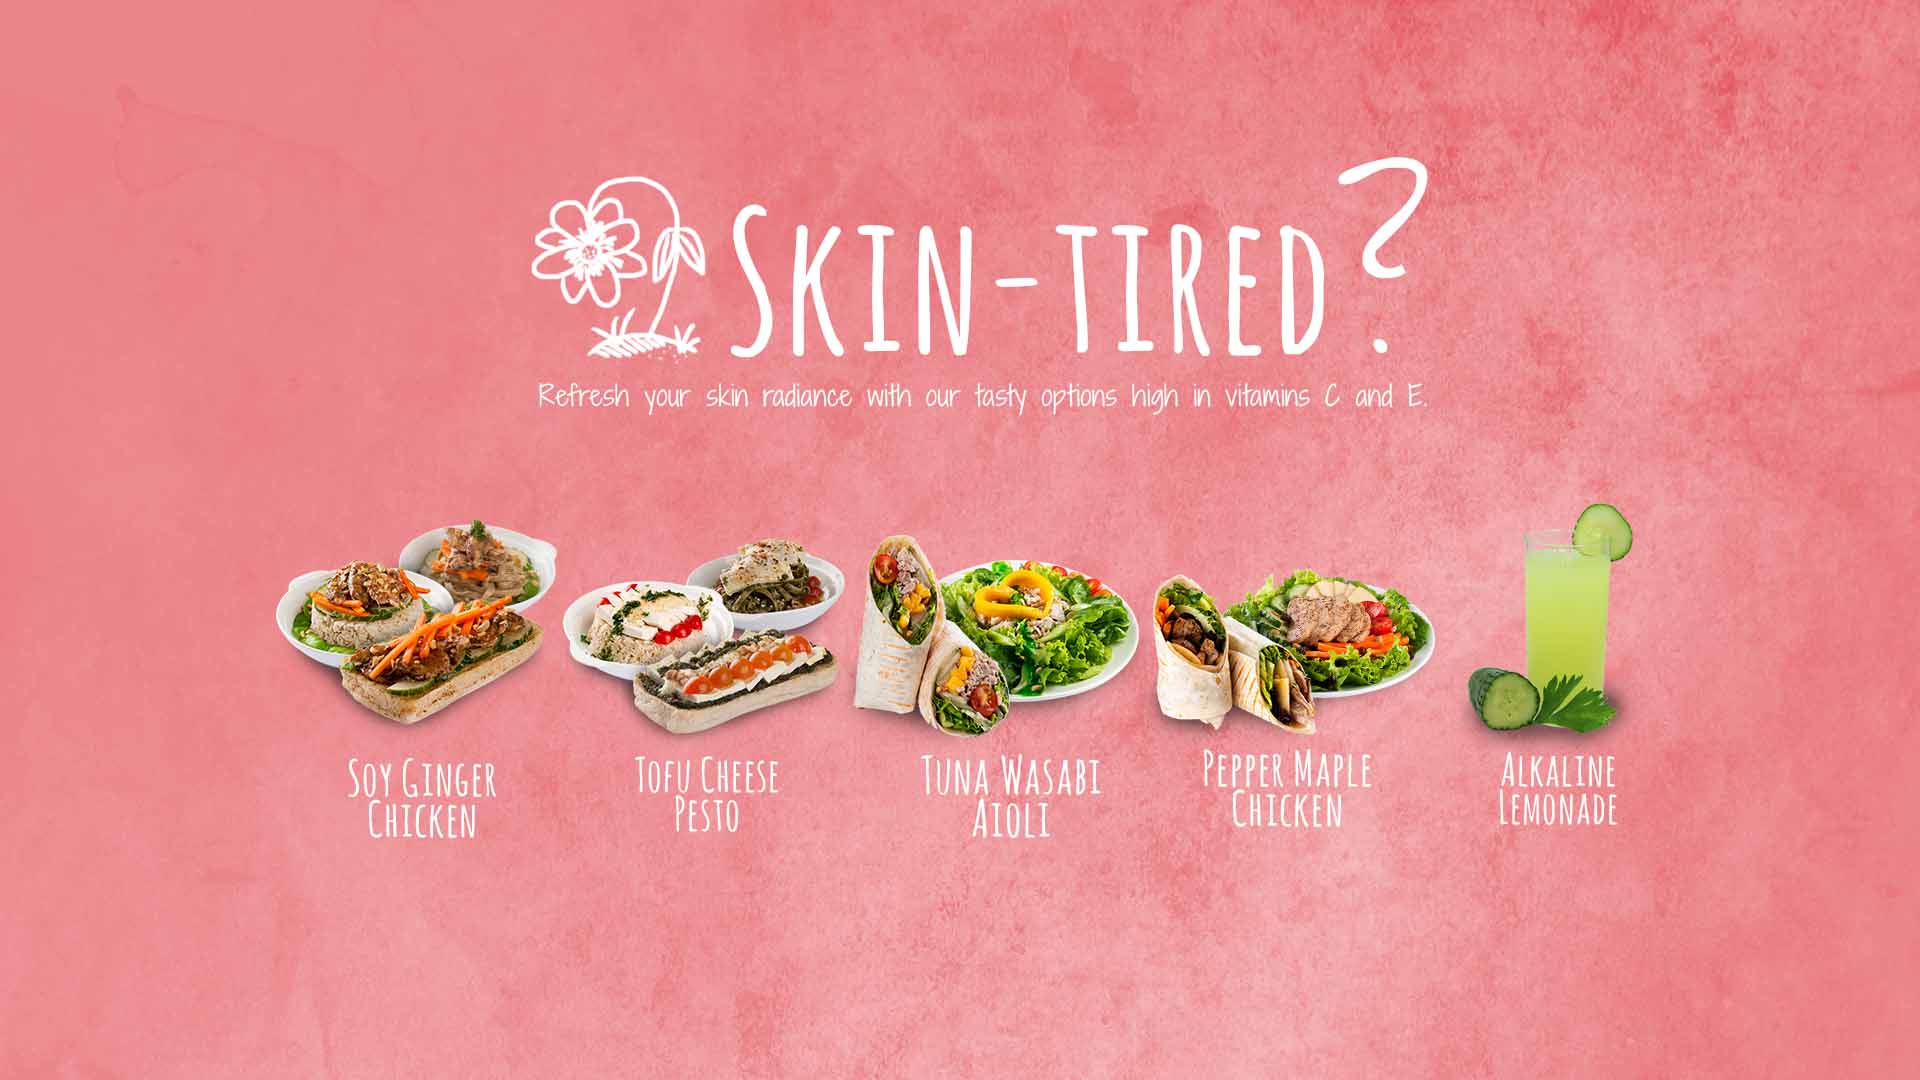 Skin-tired?
Refresh your skin radiance with our tasty options high in vitamins C and E.
Soy Ginger
Chicken
Tofu Cheese
Pesto
Tuna Wasabi
Aioli
Pepper Maple
Chicken
Alkaline
Lemonade